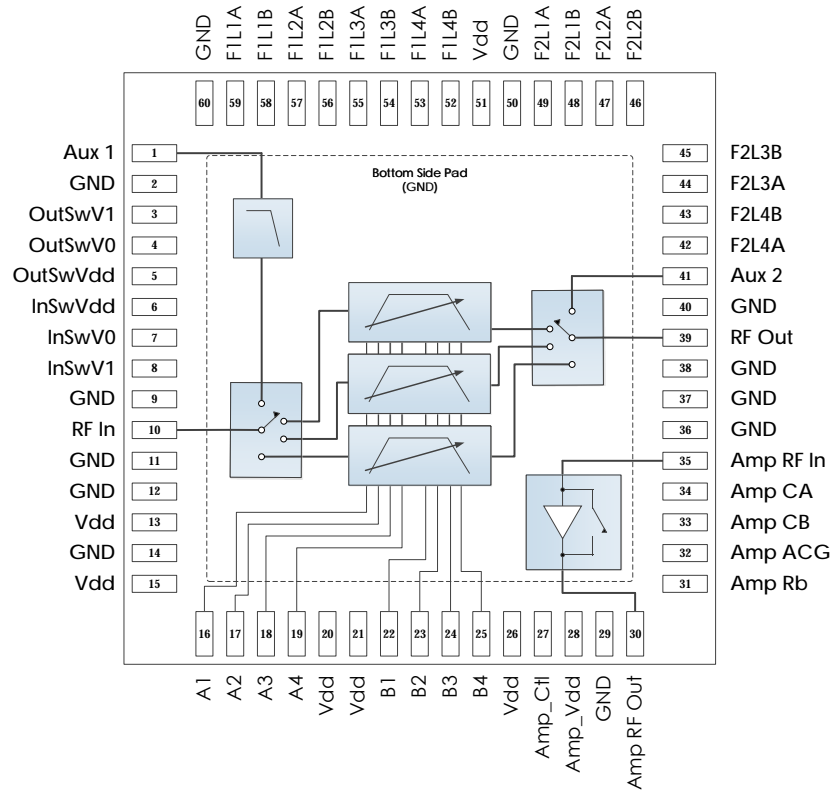 GND
F1L1A
F1L1B
F1L2A
F1L2B
F1L3A
F1L3B
F1L4A
F1L4B
Vdd
GND
F2L1A
F2L1B
F2L2A
F2L2B
60
59
58
57
56
55
54
53
52
51
50
49
48
47
46
Aux 1
1
GND
2
OutSwV1
3
OutSwV0
4
OutSwVdd
5
InSwVdd
6
InSwV0
7
InSwV1
8
GND
9
RF In
10
GND
11
GND
12
Vdd
13
GND
14
Vdd
15
Bottom Side Pad
(GND)
45
F2L3B
44
F2L3A
43
F2L4B
42
F2L4A
41
Aux 2
40
GND
39
RF Out
38
GND
37
GND
36
GND
35
Amp RF In
34
Amp CA
33
Amp CB
32
Amp ACG
31
Amp Rb
16
17
18
19
20
21
22
23
24
25
26
27
28
29
30
A1
A2
A3
A4
Vdd
Vdd
B1
B2
B3
B4
Vdd
Amp_Ctl
Amp_Vdd
GND
Amp RF Out